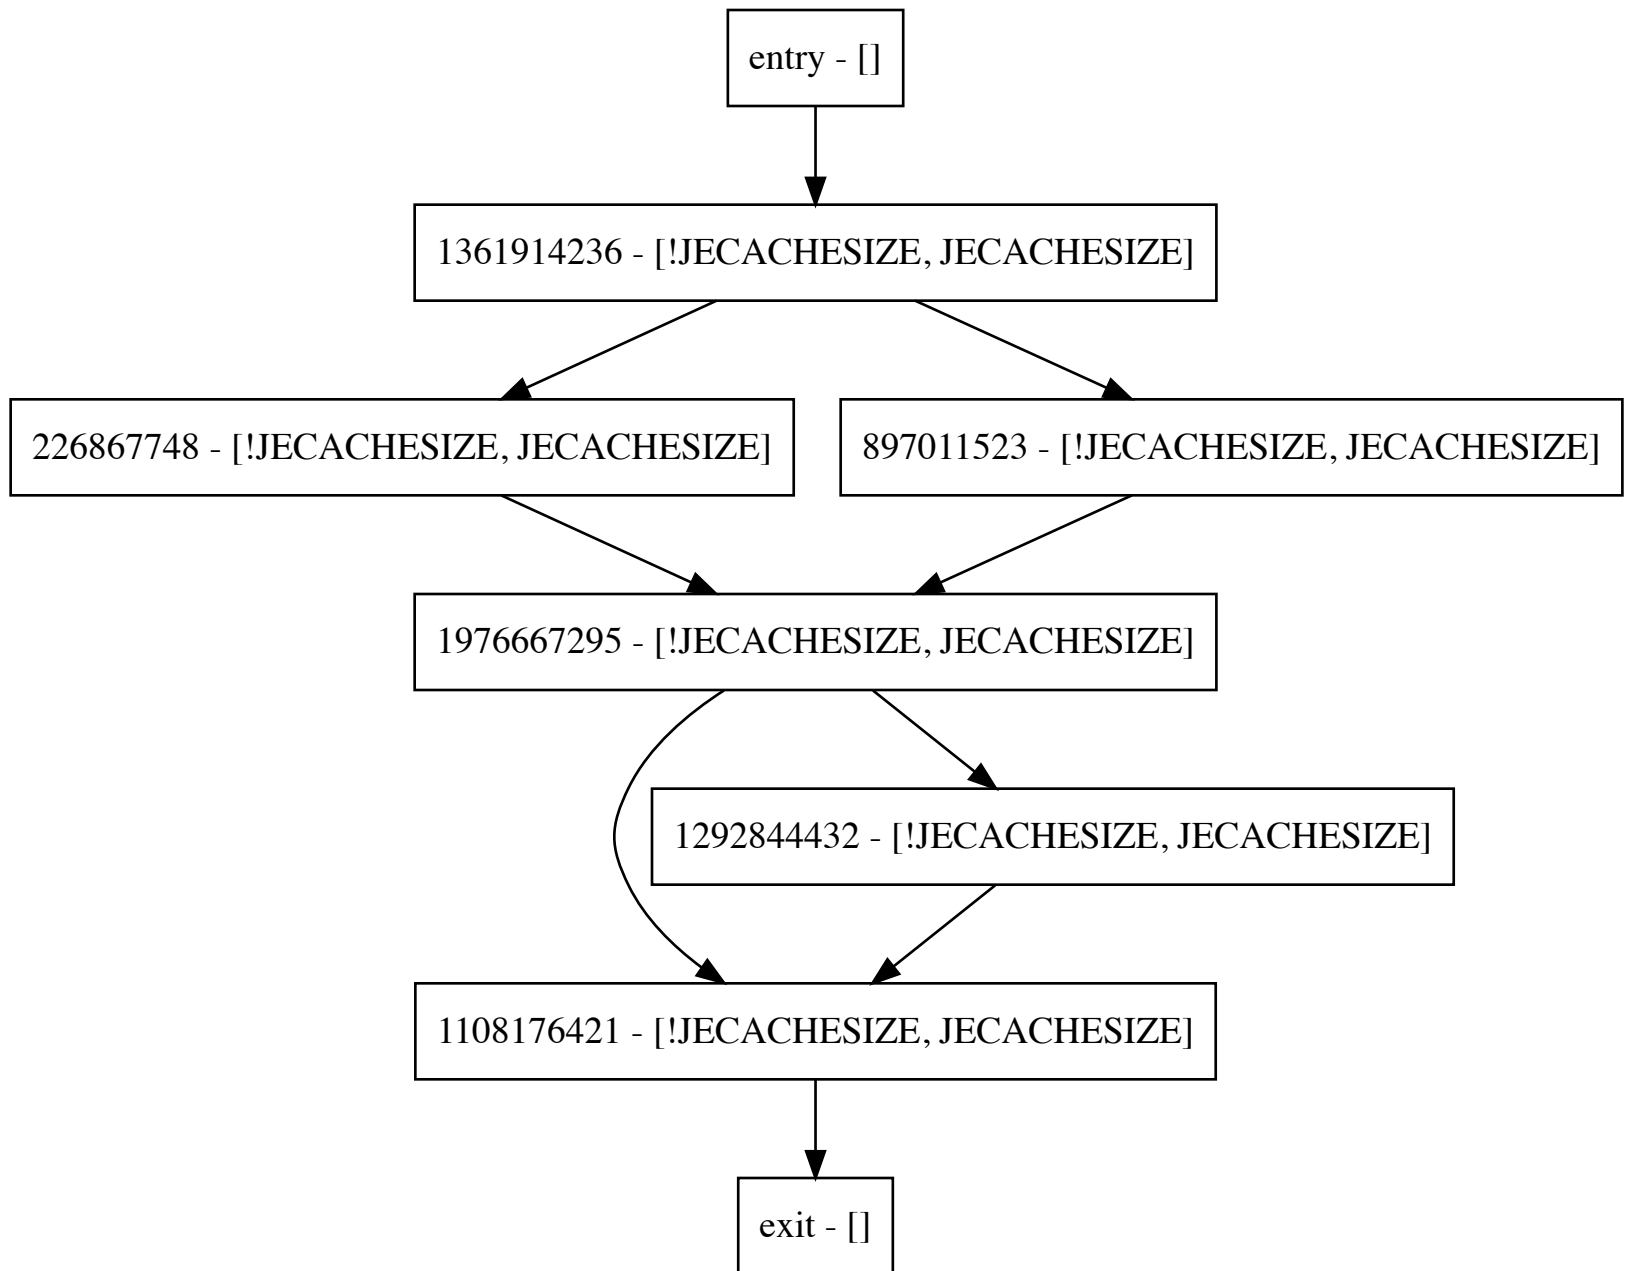 entry - []
1361914236 - [!JECACHESIZE, JECACHESIZE]
226867748 - [!JECACHESIZE, JECACHESIZE]
897011523 - [!JECACHESIZE, JECACHESIZE]
1976667295 - [!JECACHESIZE, JECACHESIZE]
1292844432 - [!JECACHESIZE, JECACHESIZE]
1108176421 - [!JECACHESIZE, JECACHESIZE]
exit - []